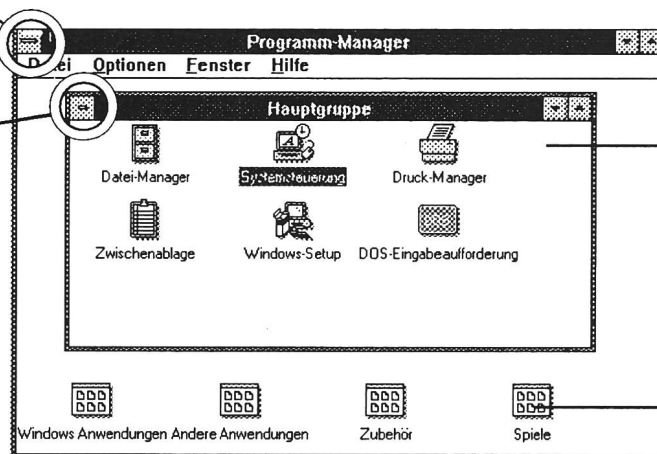 Programm-Manager
Datei Optionen Fenster Hilfe
Hauptgruppe
Datei-Manager Systemsteuerung Druck-Manager
Zwischenablage Windows-Setup DOS-Eingabeaufforderung
Windows Anwendungen Andere Anwendungen Zubehör Spiele